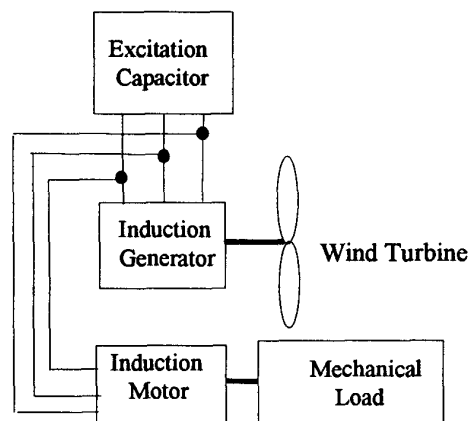 Excitation
Capacitor
Induction
Generator
Wind Turbine
Induction
Motor
Mechanical
Load